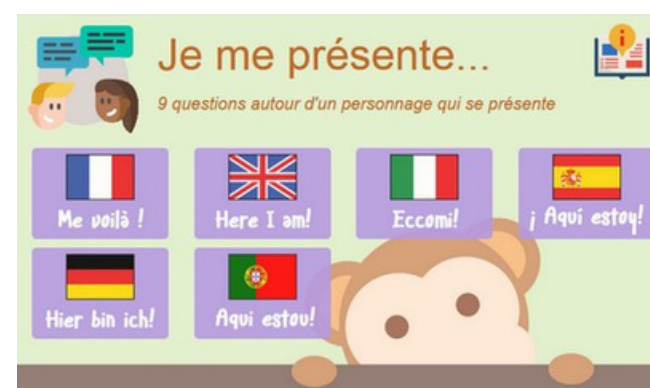 Je me présente...
9 questions autour d'un personnage qui se présente
Me voilà !
Here I am!
Eccomi!
¡ Aquí estoy!
Hier bin ich!
Aqui estou!